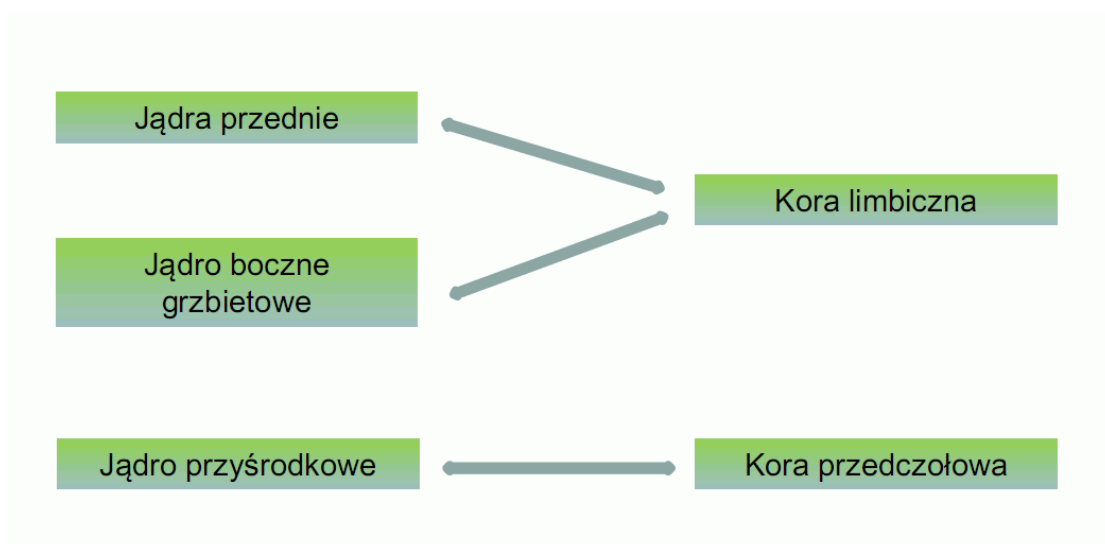 Jądra przednie
Kora limbiczna
Jądro boczne
grzbietowe
Jądro przyśrodkowe
Kora przedczołowa